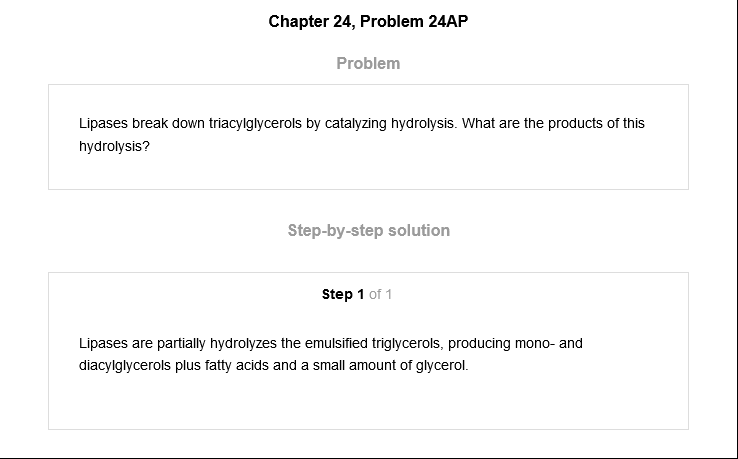 Chapter 24, Problem 24AP
Problem
Lipases break down triacylglycerols by catalyzing hydrolysis. What are the products of this
hydrolysis?
Step-by-step solution
Step 1 of 1
Lipases are partially hydrolyzes the emulsified triglycerols, producing mono- and
diacylglycerols plus fatty acids and a small amount of glycerol.